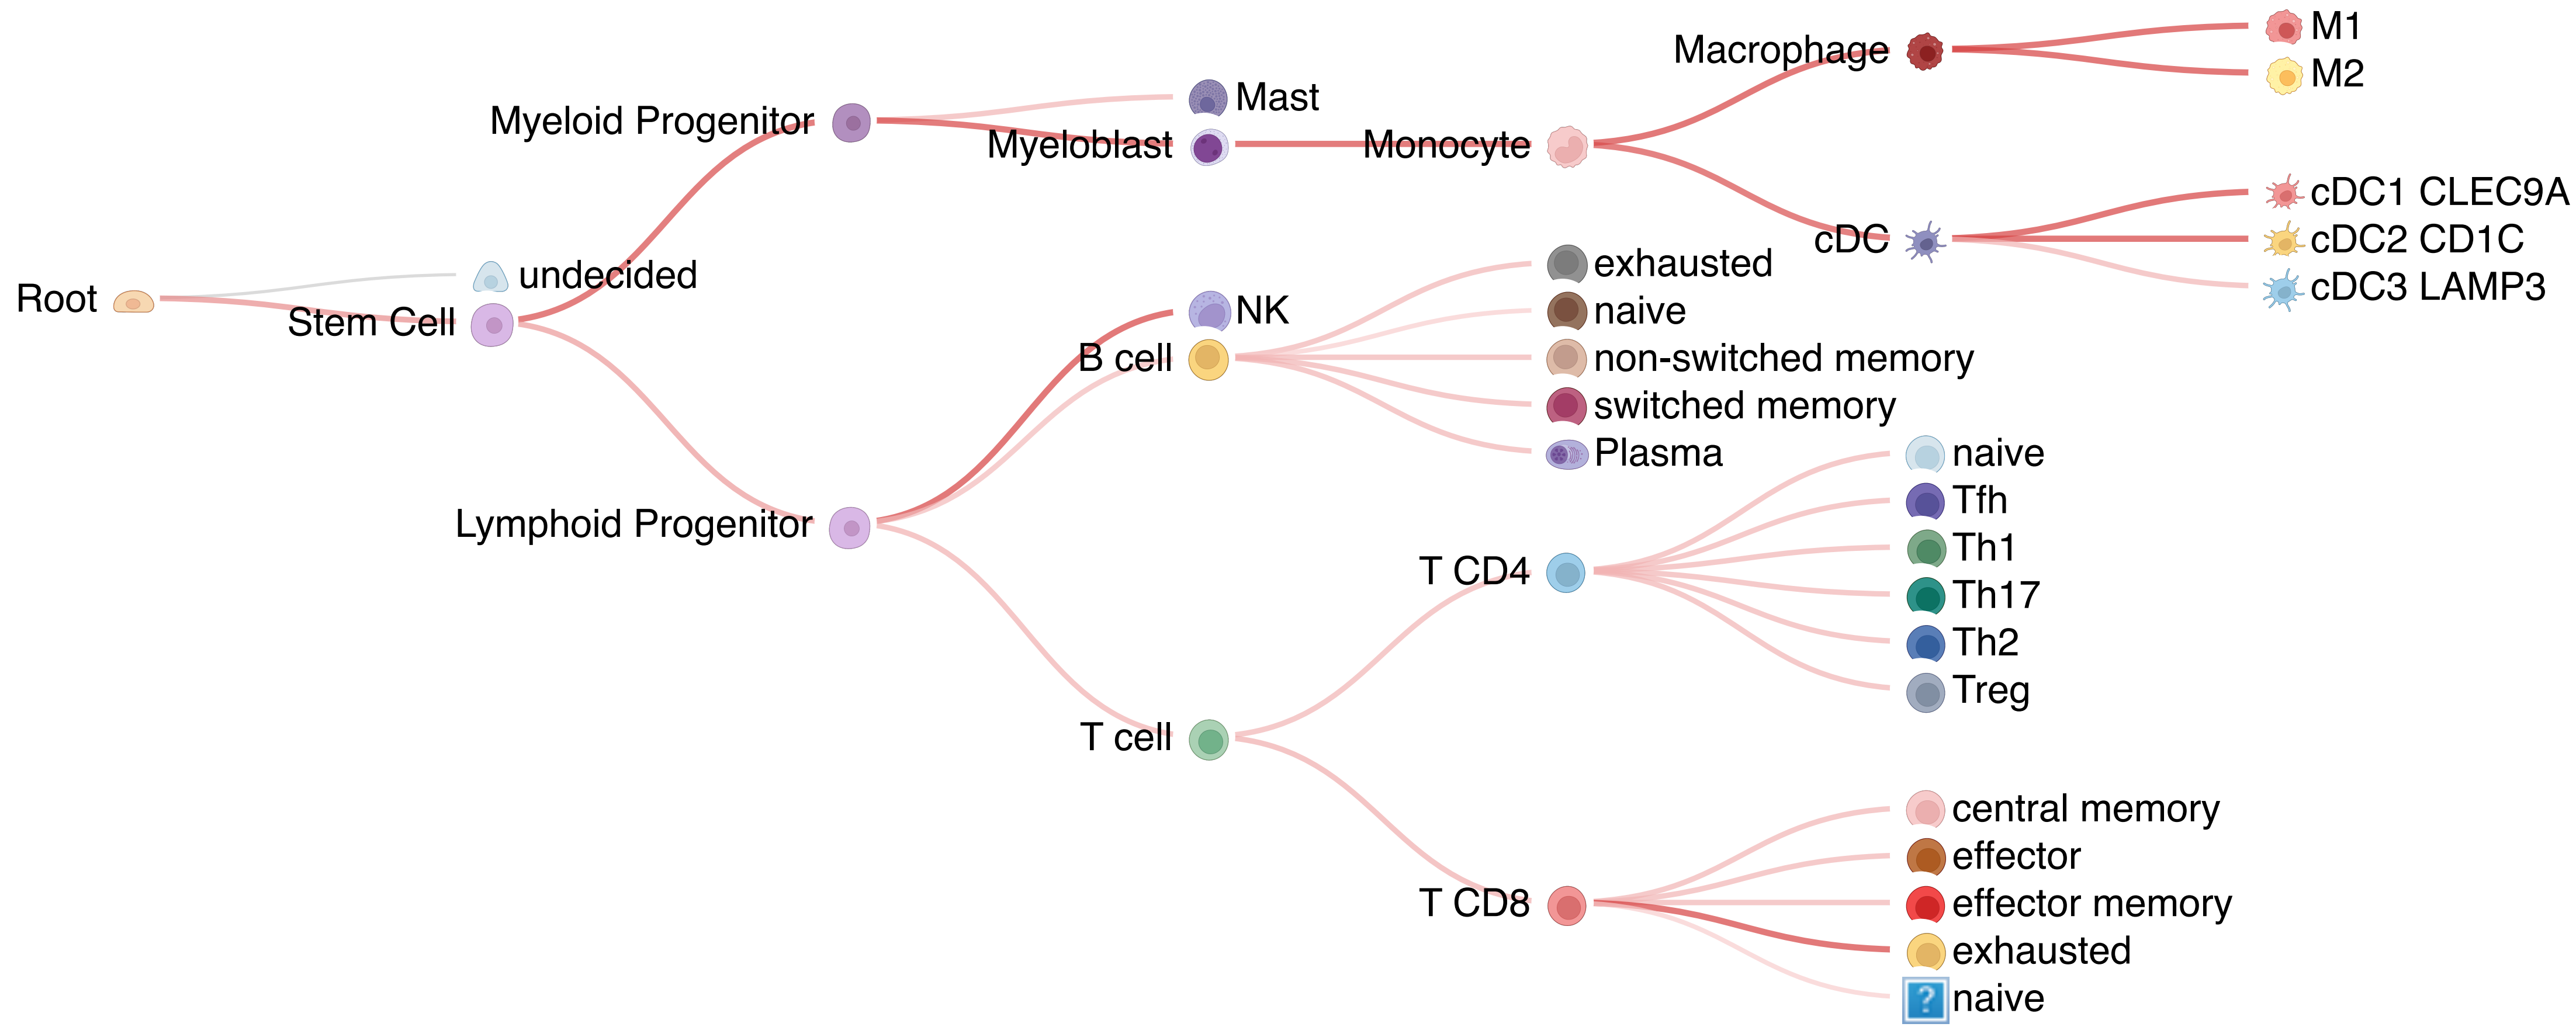 Root
undecided
Stem Cell
Myeloid Progenitor
Lymphoid Progenitor
Mast
Myeloblast
NK
B cell
T cell
Monocyte
exhausted
naive
non-switched memory
switched memory
Plasma
T CD4
T CD8
Macrophage
cDC
naive
Tfh
Th1
Th17
Th2
Treg
central memory
effector
effector memory
exhausted
?
naive
M1
M2
cDC1 CLEC9A
cDC2 CD1C
cDC3 LAMP3